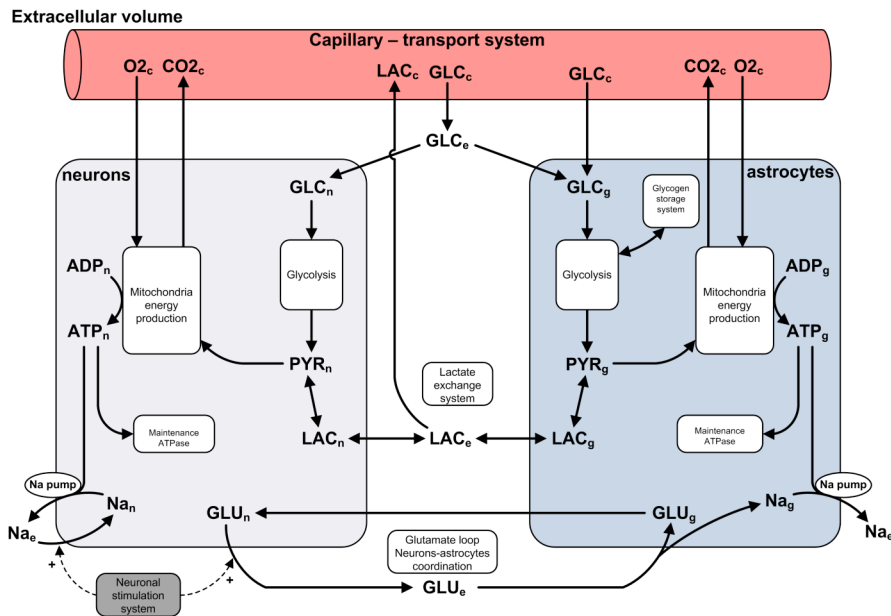 Extracellular volume
Capillary – transport system
O2c CO2c LACc GLCc GLCc CO2c O2c
GLCe
neurons
astrocytes
GLCn
GLCg
Glycogen
storage
system
ADPn
Mitochondria
energy
production
Glycolysis
Glycolysis
Mitochondria
energy
production
ADPg
ATPn
ATPg
PYRn
PYRg
Lactate
exchange
system
Maintenance
ATPase
LACn
LACe
LACg
Maintenance
ATPase
Na pump
Na pump
Nan
Nag
Nae
Nae
GLUn
GLUg
Glutamate loop
Neurons-astrocytes
coordination
GLUe
+
+
Neuronal
stimulation
system